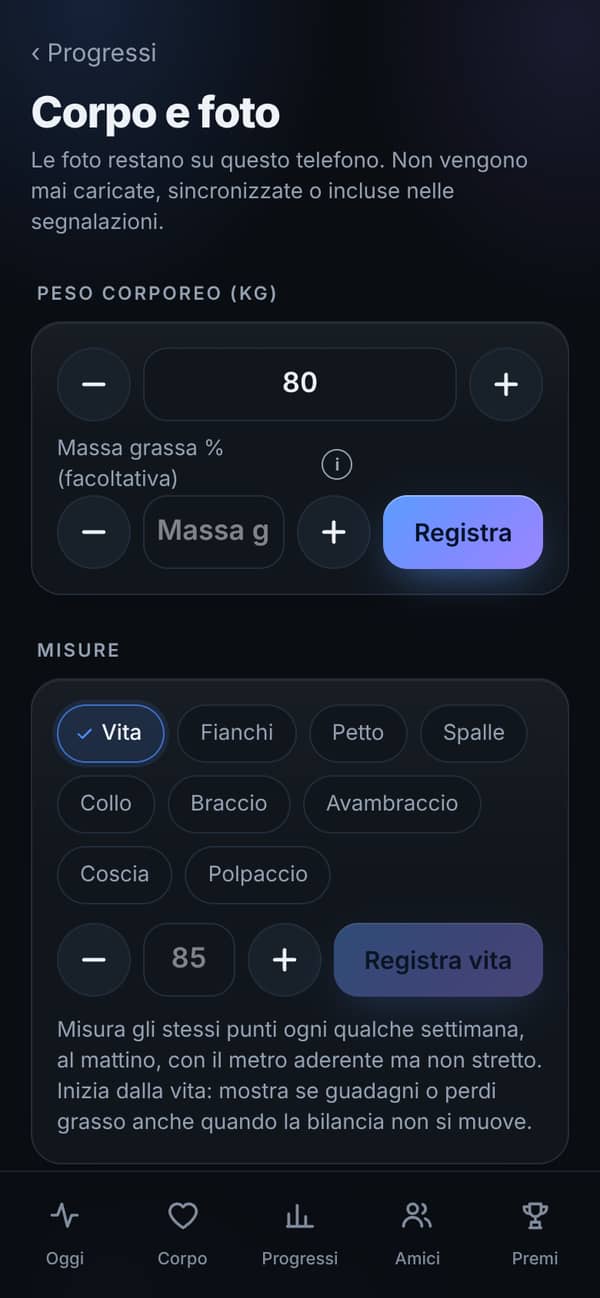 ‹ Progressi
Corpo e foto
Le foto restano su questo telefono. Non vengono
mai caricate, sincronizzate o incluse nelle
segnalazioni.
PESO CORPOREO (KG)
80
Massa grassa %
(facoltativa)
i
Massa g
Registra
MISURE
Vita
Fianchi
Petto
Spalle
Collo
Braccio
Avambraccio
Coscia
Polpaccio
85
Registra vita
Misura gli stessi punti ogni qualche settimana,
al mattino, con il metro aderente ma non stretto.
Inizia dalla vita: mostra se guadagni o perdi
grasso anche quando la bilancia non si muove.
Oggi
Corpo
Progressi
Amici
Premi